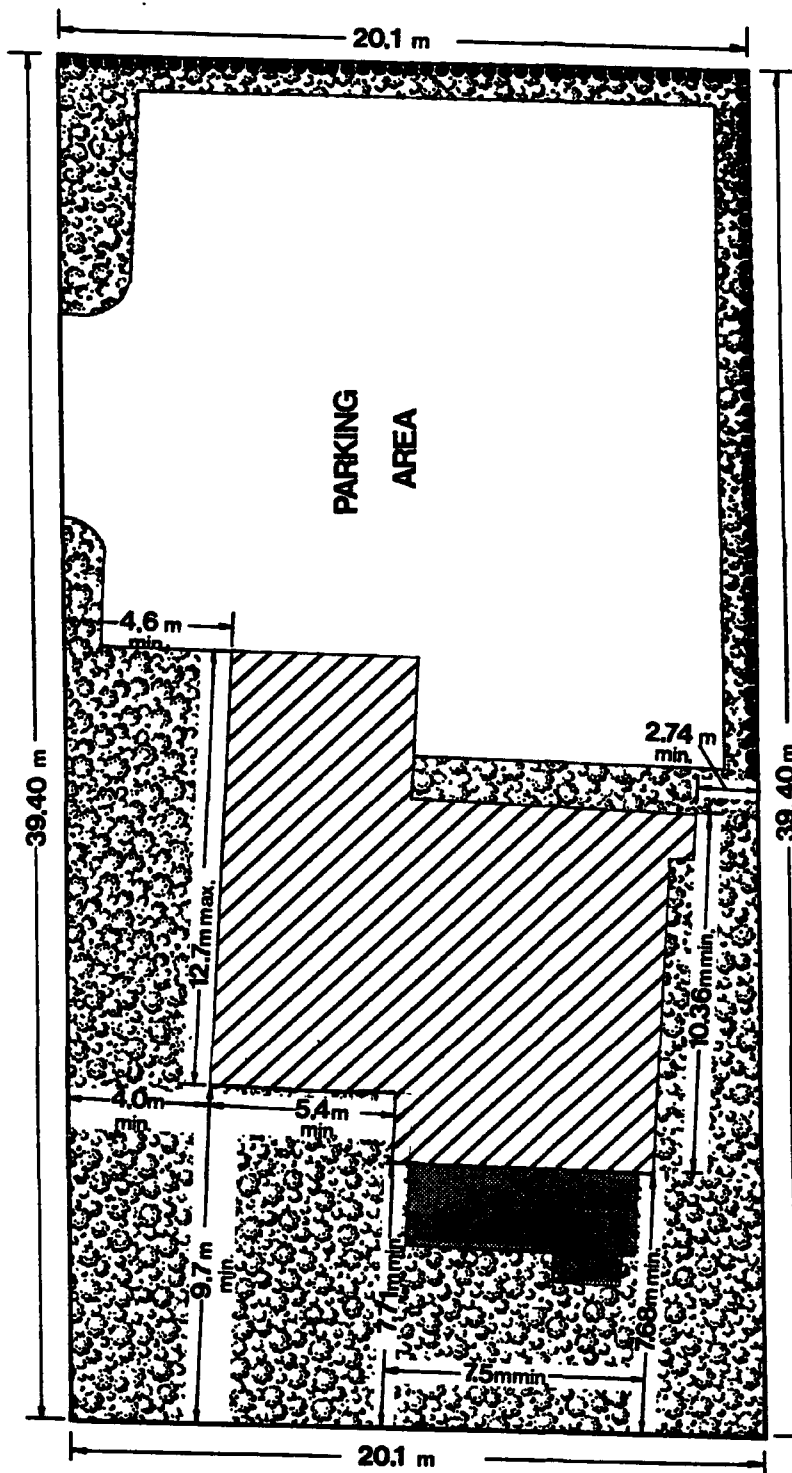 20.1 m
PARKING
AREA
4.6 m
min.
2.74 m
min.
39.40 m
39.40 m
12.7m max.
10.36m min.
4.0m
min.
5.4m
min.
9.7 m
min.
7.71m min.
7.68m min.
7.5m min.
20.1 m